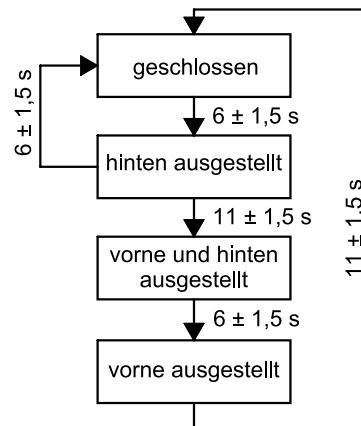 geschlossen
6 ± 1,5 s
6 ± 1,5 s
hinten ausgestellt
11 ± 1,5 s
vorne und hinten
ausgestellt
11 ± 1,5 s
6 ± 1,5 s
vorne ausgestellt